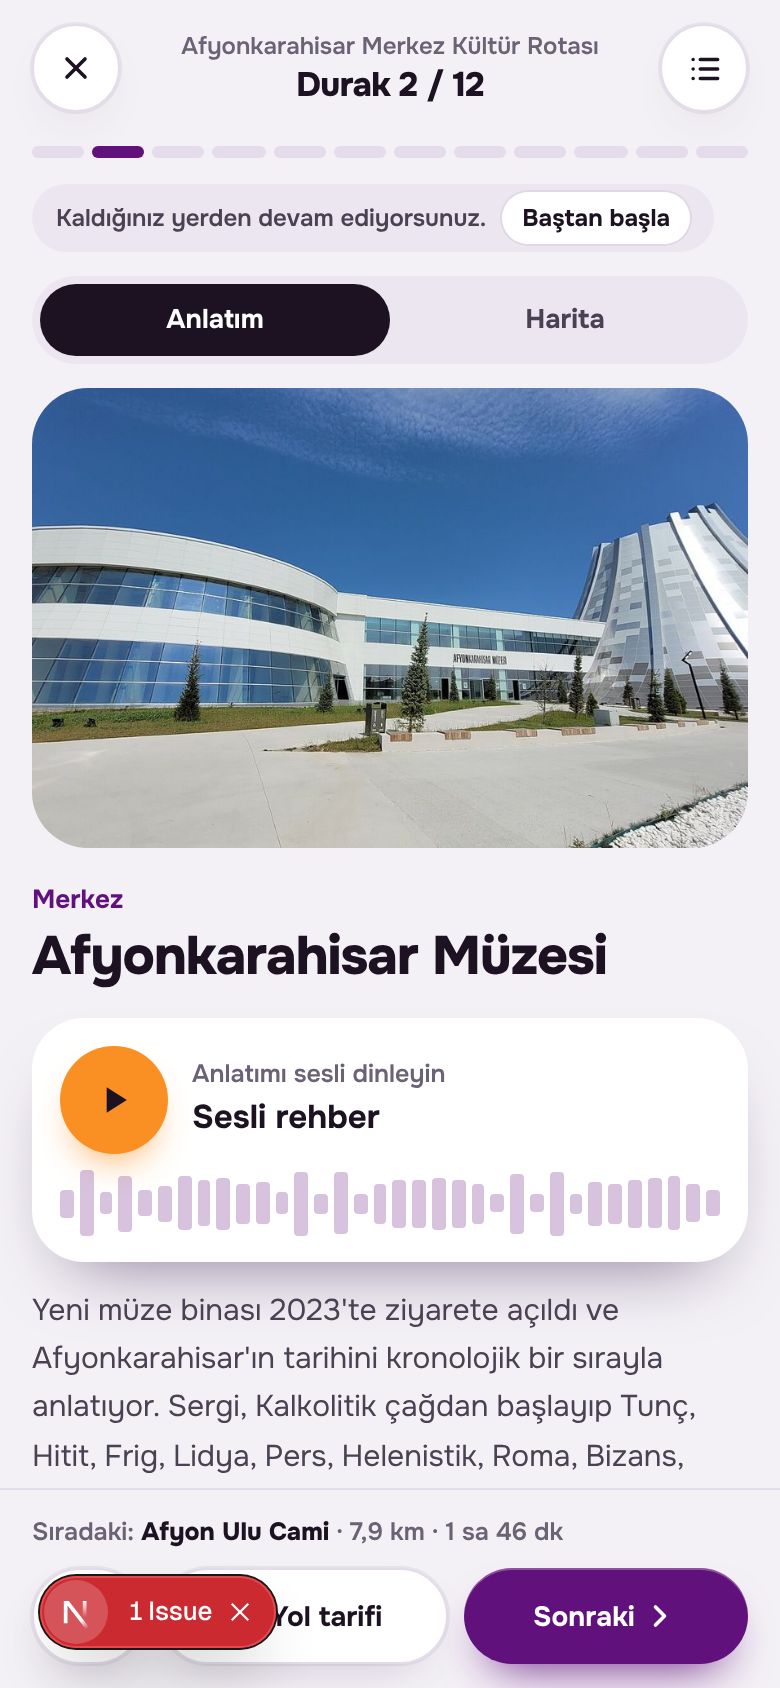 Afyonkarahisar Merkez Kültür Rotası
Durak 2 / 12
Kaldığınız yerden devam ediyorsunuz.
Baştan başla
Anlatım
Harita
AFYONKARAHİSAR MÜZESİ
Merkez
Afyonkarahisar Müzesi
Anlatımı sesli dinleyin
Sesli rehber
Yeni müze binası 2023'te ziyarete açıldı ve
Afyonkarahisar'ın tarihini kronolojik bir sırayla
anlatıyor. Sergi, Kalkolitik çağdan başlayıp Tunç,
Hitit, Frig, Lidya, Pers, Helenistik, Roma, Bizans,
Sıradaki: Afyon Ulu Cami · 7,9 km · 1 sa 46 dk
N 1 Issue
Yol tarifi
Sonraki